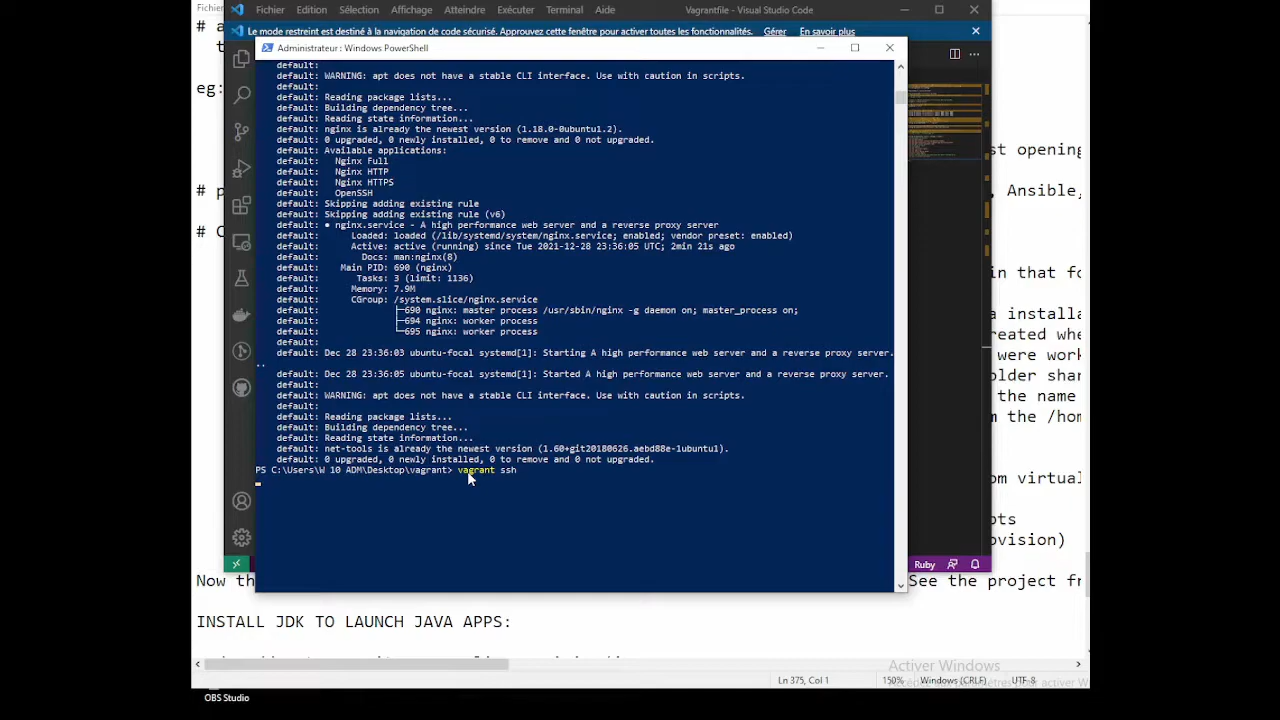 Fichier
Fichier Edition Sélection Affichage Atteindre Exécuter Terminal Aide Vagrantfile - Visual Studio Code
Le mode restreint est destiné à la navigation de code sécurisé. Approuvez cette fenêtre pour activer toutes les fonctionnalités. Gérer En savoir plus
Administrateur : Windows PowerShell
default:
default: WARNING: apt does not have a stable CLI interface. Use with caution in scripts.
default:
default: Reading package lists...
default: Building dependency tree...
default: Reading state information...
default: nginx is already the newest version (1.18.0-0ubuntu1.2).
default: 0 upgraded, 0 newly installed, 0 to remove and 0 not upgraded.
default: Available applications:
default: Nginx Full
default: Nginx HTTP
default: Nginx HTTPS
default: OpenSSH
default: Skipping adding existing rule
default: Skipping adding existing rule (v6)
default: ● nginx.service - A high performance web server and a reverse proxy server
default: Loaded: loaded (/lib/systemd/system/nginx.service; enabled; vendor preset: enabled)
default: Active: active (running) since Tue 2021-12-28 23:36:05 UTC; 2min 21s ago
default: Docs: man:nginx(8)
default: Main PID: 690 (nginx)
default: Tasks: 3 (limit: 1136)
default: Memory: 7.9M
default: CGroup: /system.slice/nginx.service
default: ├─690 nginx: master process /usr/sbin/nginx -g daemon on; master_process on;
default: ├─694 nginx: worker process
default: └─695 nginx: worker process
default:
default: Dec 28 23:36:03 ubuntu-focal systemd[1]: Starting A high performance web server and a reverse proxy server.
..
default: Dec 28 23:36:05 ubuntu-focal systemd[1]: Started A high performance web server and a reverse proxy server.
default:
default: WARNING: apt does not have a stable CLI interface. Use with caution in scripts.
default:
default: Reading package lists...
default: Building dependency tree...
default: Reading state information...
default: net-tools is already the newest version (1.60+git20180626.aebd88e-1ubuntu1).
default: 0 upgraded, 0 newly installed, 0 to remove and 0 not upgraded.
PS C:\Users\W 10 ADM\Desktop\vagrant> vagrant ssh
# a
t
eg:
st opening
# p , Ansible,
# C
in that fo
a installa
reated whe
were work
older shar
the name
m the /hom
om virtual
pts
ovision)
Ruby
Now th See the project fr
INSTALL JDK TO LAUNCH JAVA APPS:
Activer Windows
Ln 375, Col 1 150% Windows (CRLF) UTF-8
OBS Studio